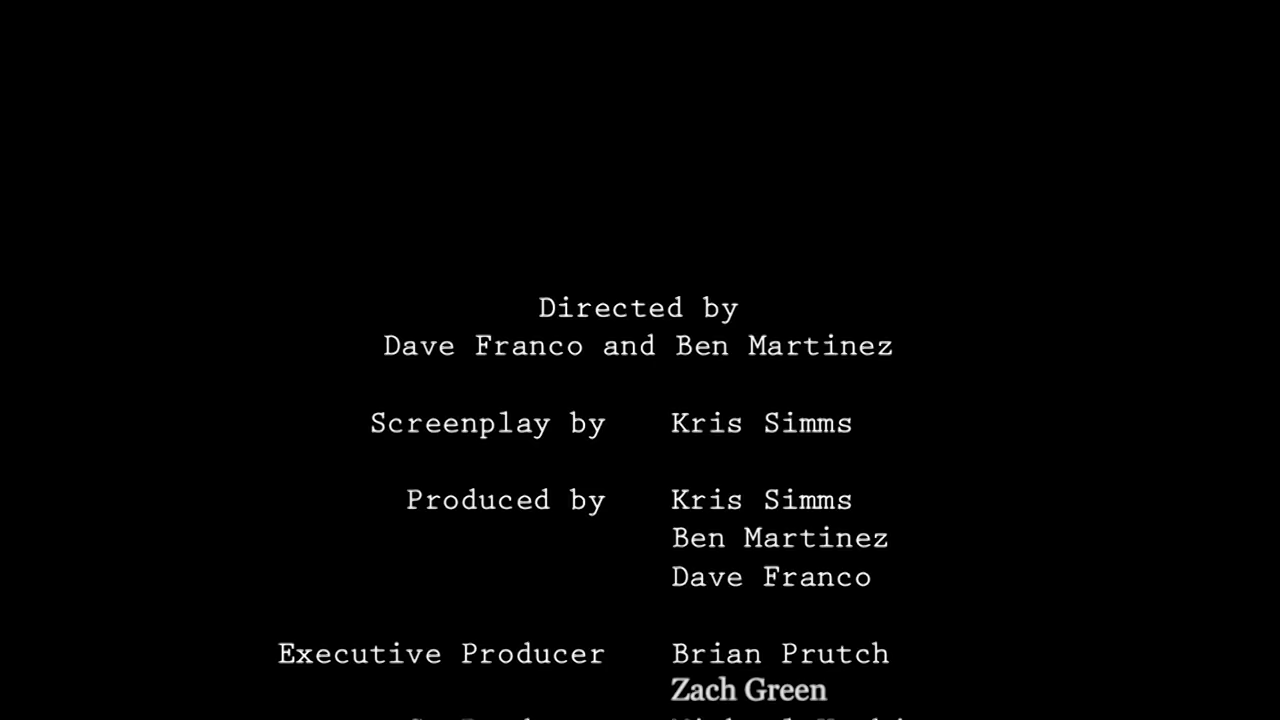 Directed by
Dave Franco and Ben Martinez
Screenplay by Kris Simms
Produced by Kris Simms
Ben Martinez
Dave Franco
Executive Producer Brian Prutch
Zach Green